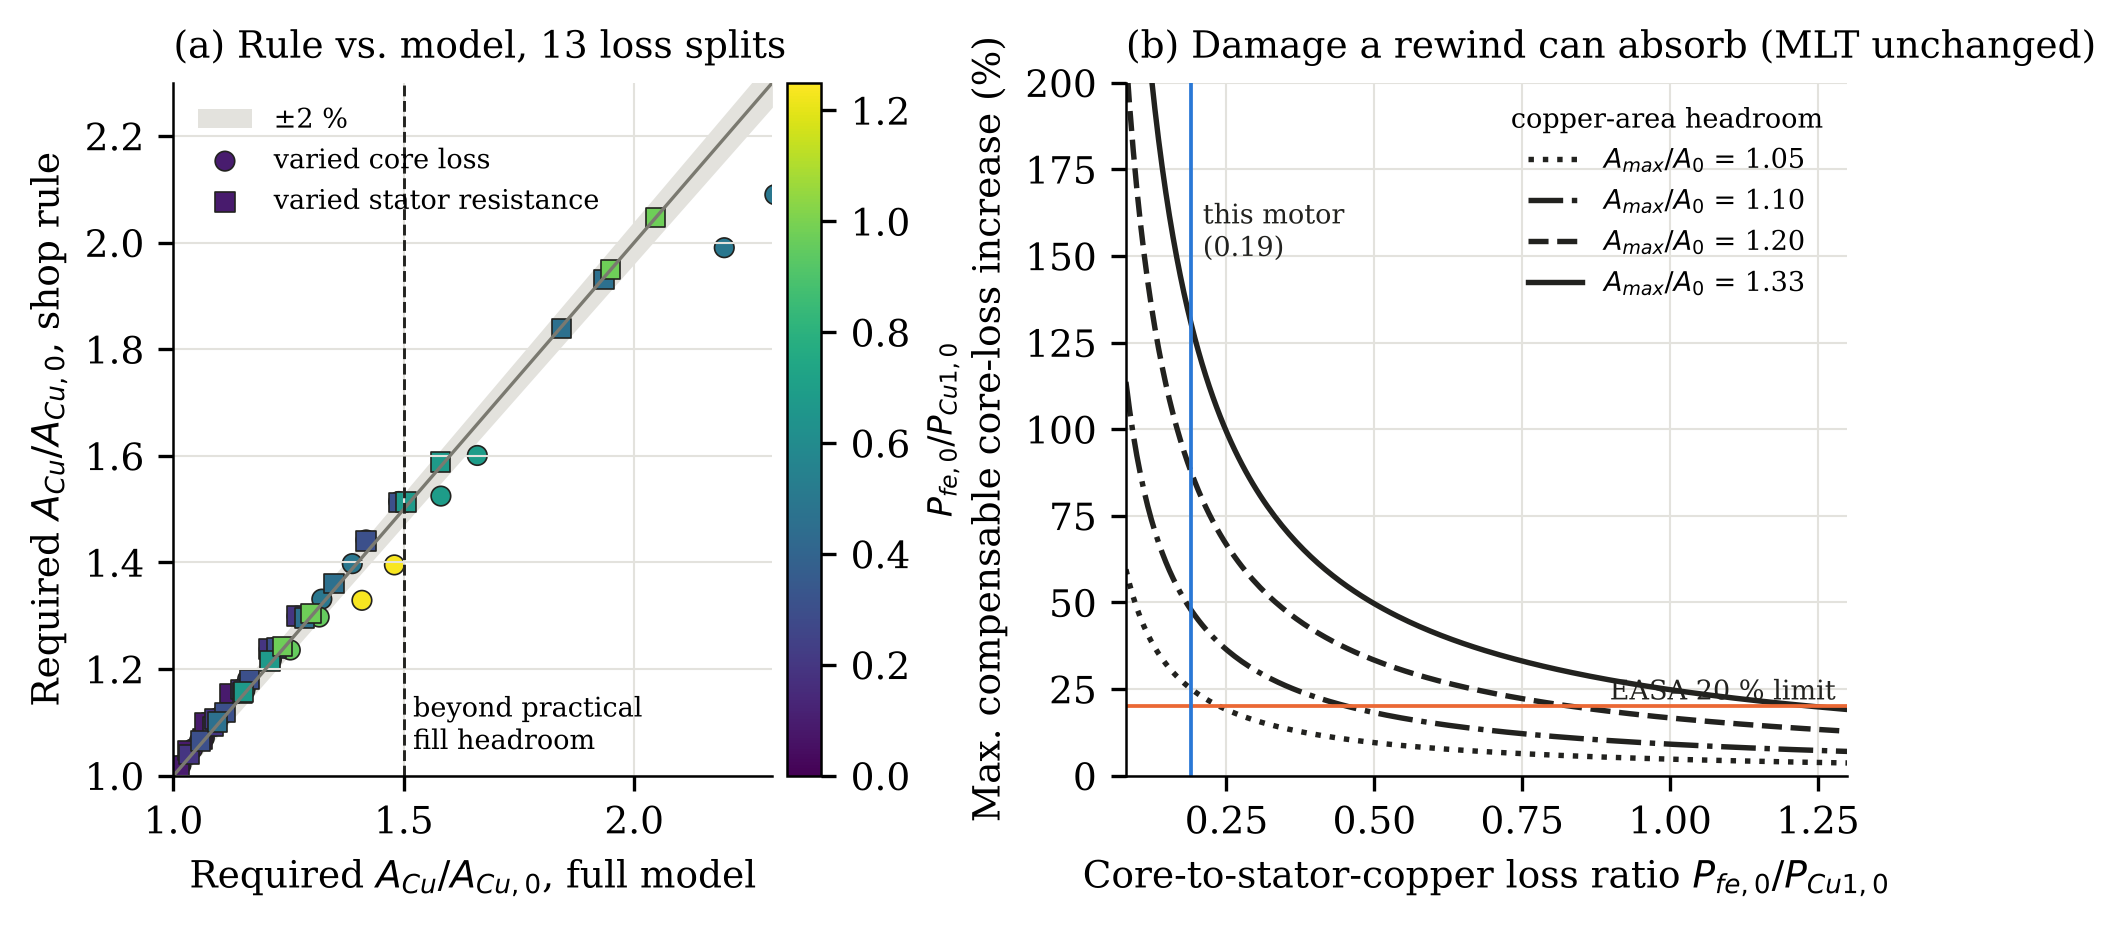 (a) Rule vs. model, 13 loss splits
±2 %
varied core loss
varied stator resistance
beyond practical
fill headroom
2.2
2.0
1.8
1.6
1.4
1.2
1.0
1.0
1.5
2.0
Required A_Cu/A_Cu,0, shop rule
Required A_Cu/A_Cu,0, full model
1.2
1.0
0.8
0.6
0.4
0.2
0.0
P_fe,0/P_Cu1,0
(b) Damage a rewind can absorb (MLT unchanged)
copper-area headroom
A_max/A_0 = 1.05
A_max/A_0 = 1.10
A_max/A_0 = 1.20
A_max/A_0 = 1.33
this motor
(0.19)
EASA 20 % limit
200
175
150
125
100
75
50
25
0
0.25
0.50
0.75
1.00
1.25
Max. compensable core-loss increase (%)
Core-to-stator-copper loss ratio P_fe,0/P_Cu1,0